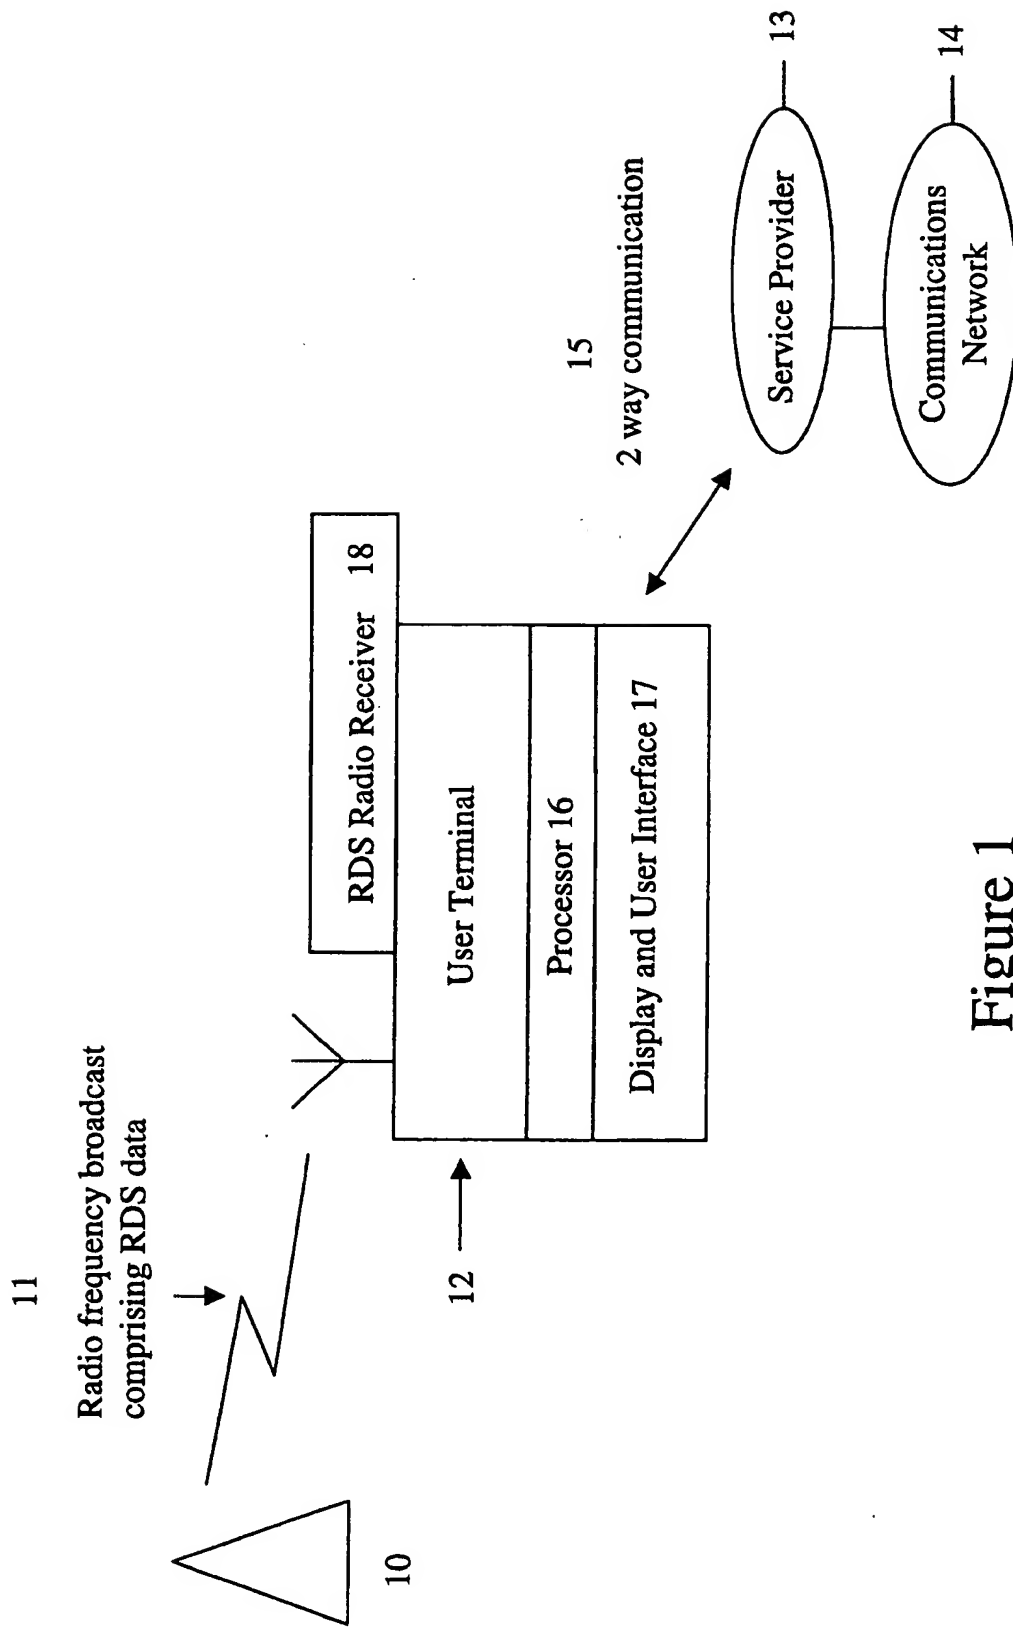 11
Radio frequency broadcast
comprising RDS data
10
12
RDS Radio Receiver 18
User Terminal
Processor 16
Display and User Interface 17
15
2 way communication
Service Provider
13
Communications
Network
14
Figure 1